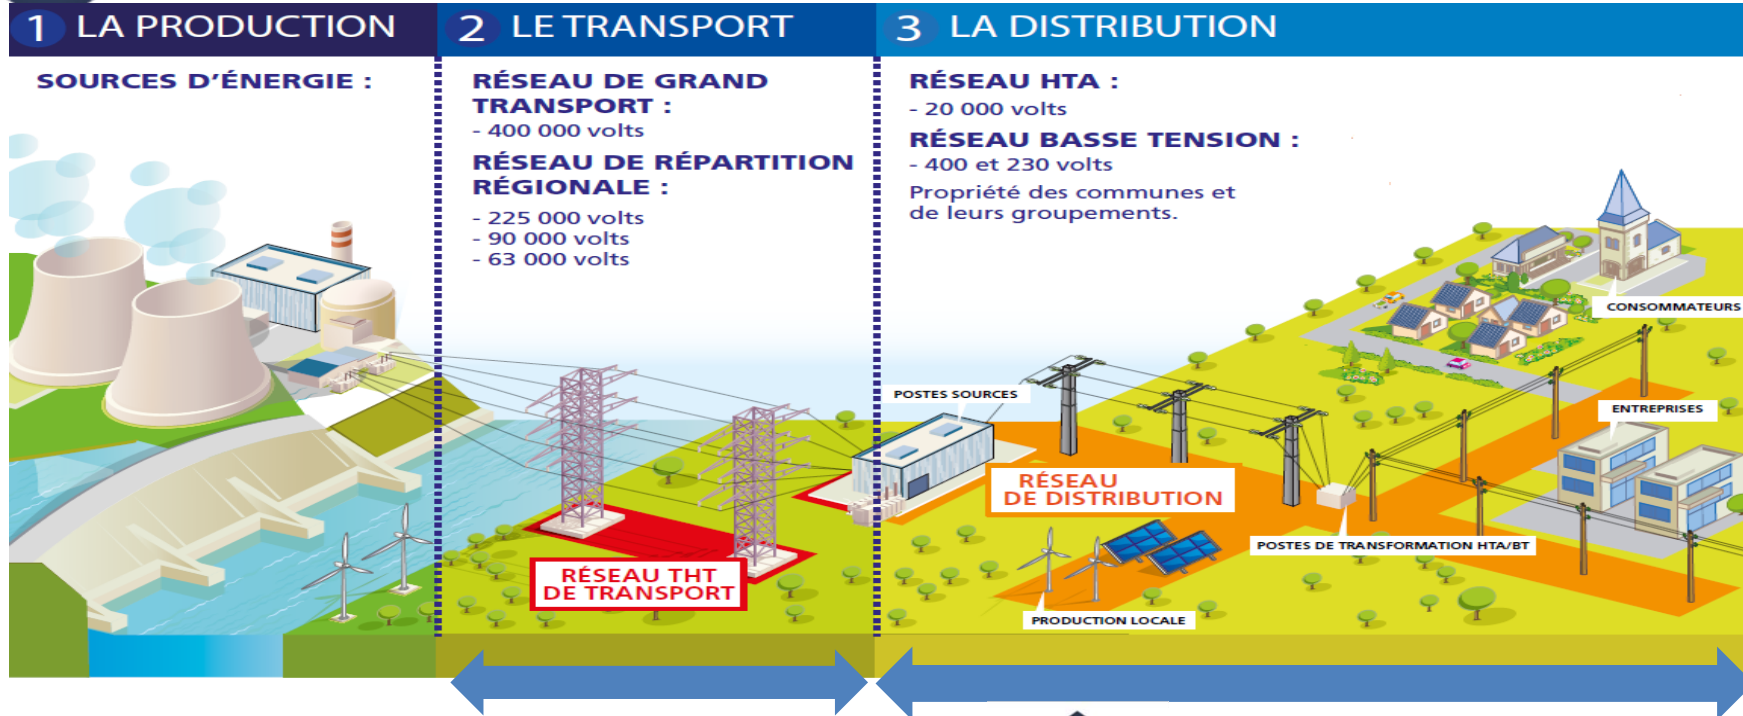 1 LA PRODUCTION
SOURCES D'ÉNERGIE :
2 LE TRANSPORT
RÉSEAU DE GRAND
TRANSPORT :
- 400 000 volts
RÉSEAU DE RÉPARTITION
RÉGIONALE :
- 225 000 volts
- 90 000 volts
- 63 000 volts
3 LA DISTRIBUTION
RÉSEAU HTA :
- 20 000 volts
RÉSEAU BASSE TENSION :
- 400 et 230 volts
Propriété des communes et
de leurs groupements.
CONSOMMATEURS
POSTES SOURCES
ENTREPRISES
RÉSEAU
DE DISTRIBUTION
POSTES DE TRANSFORMATION HTA/BT
RÉSEAU THT
DE TRANSPORT
PRODUCTION LOCALE